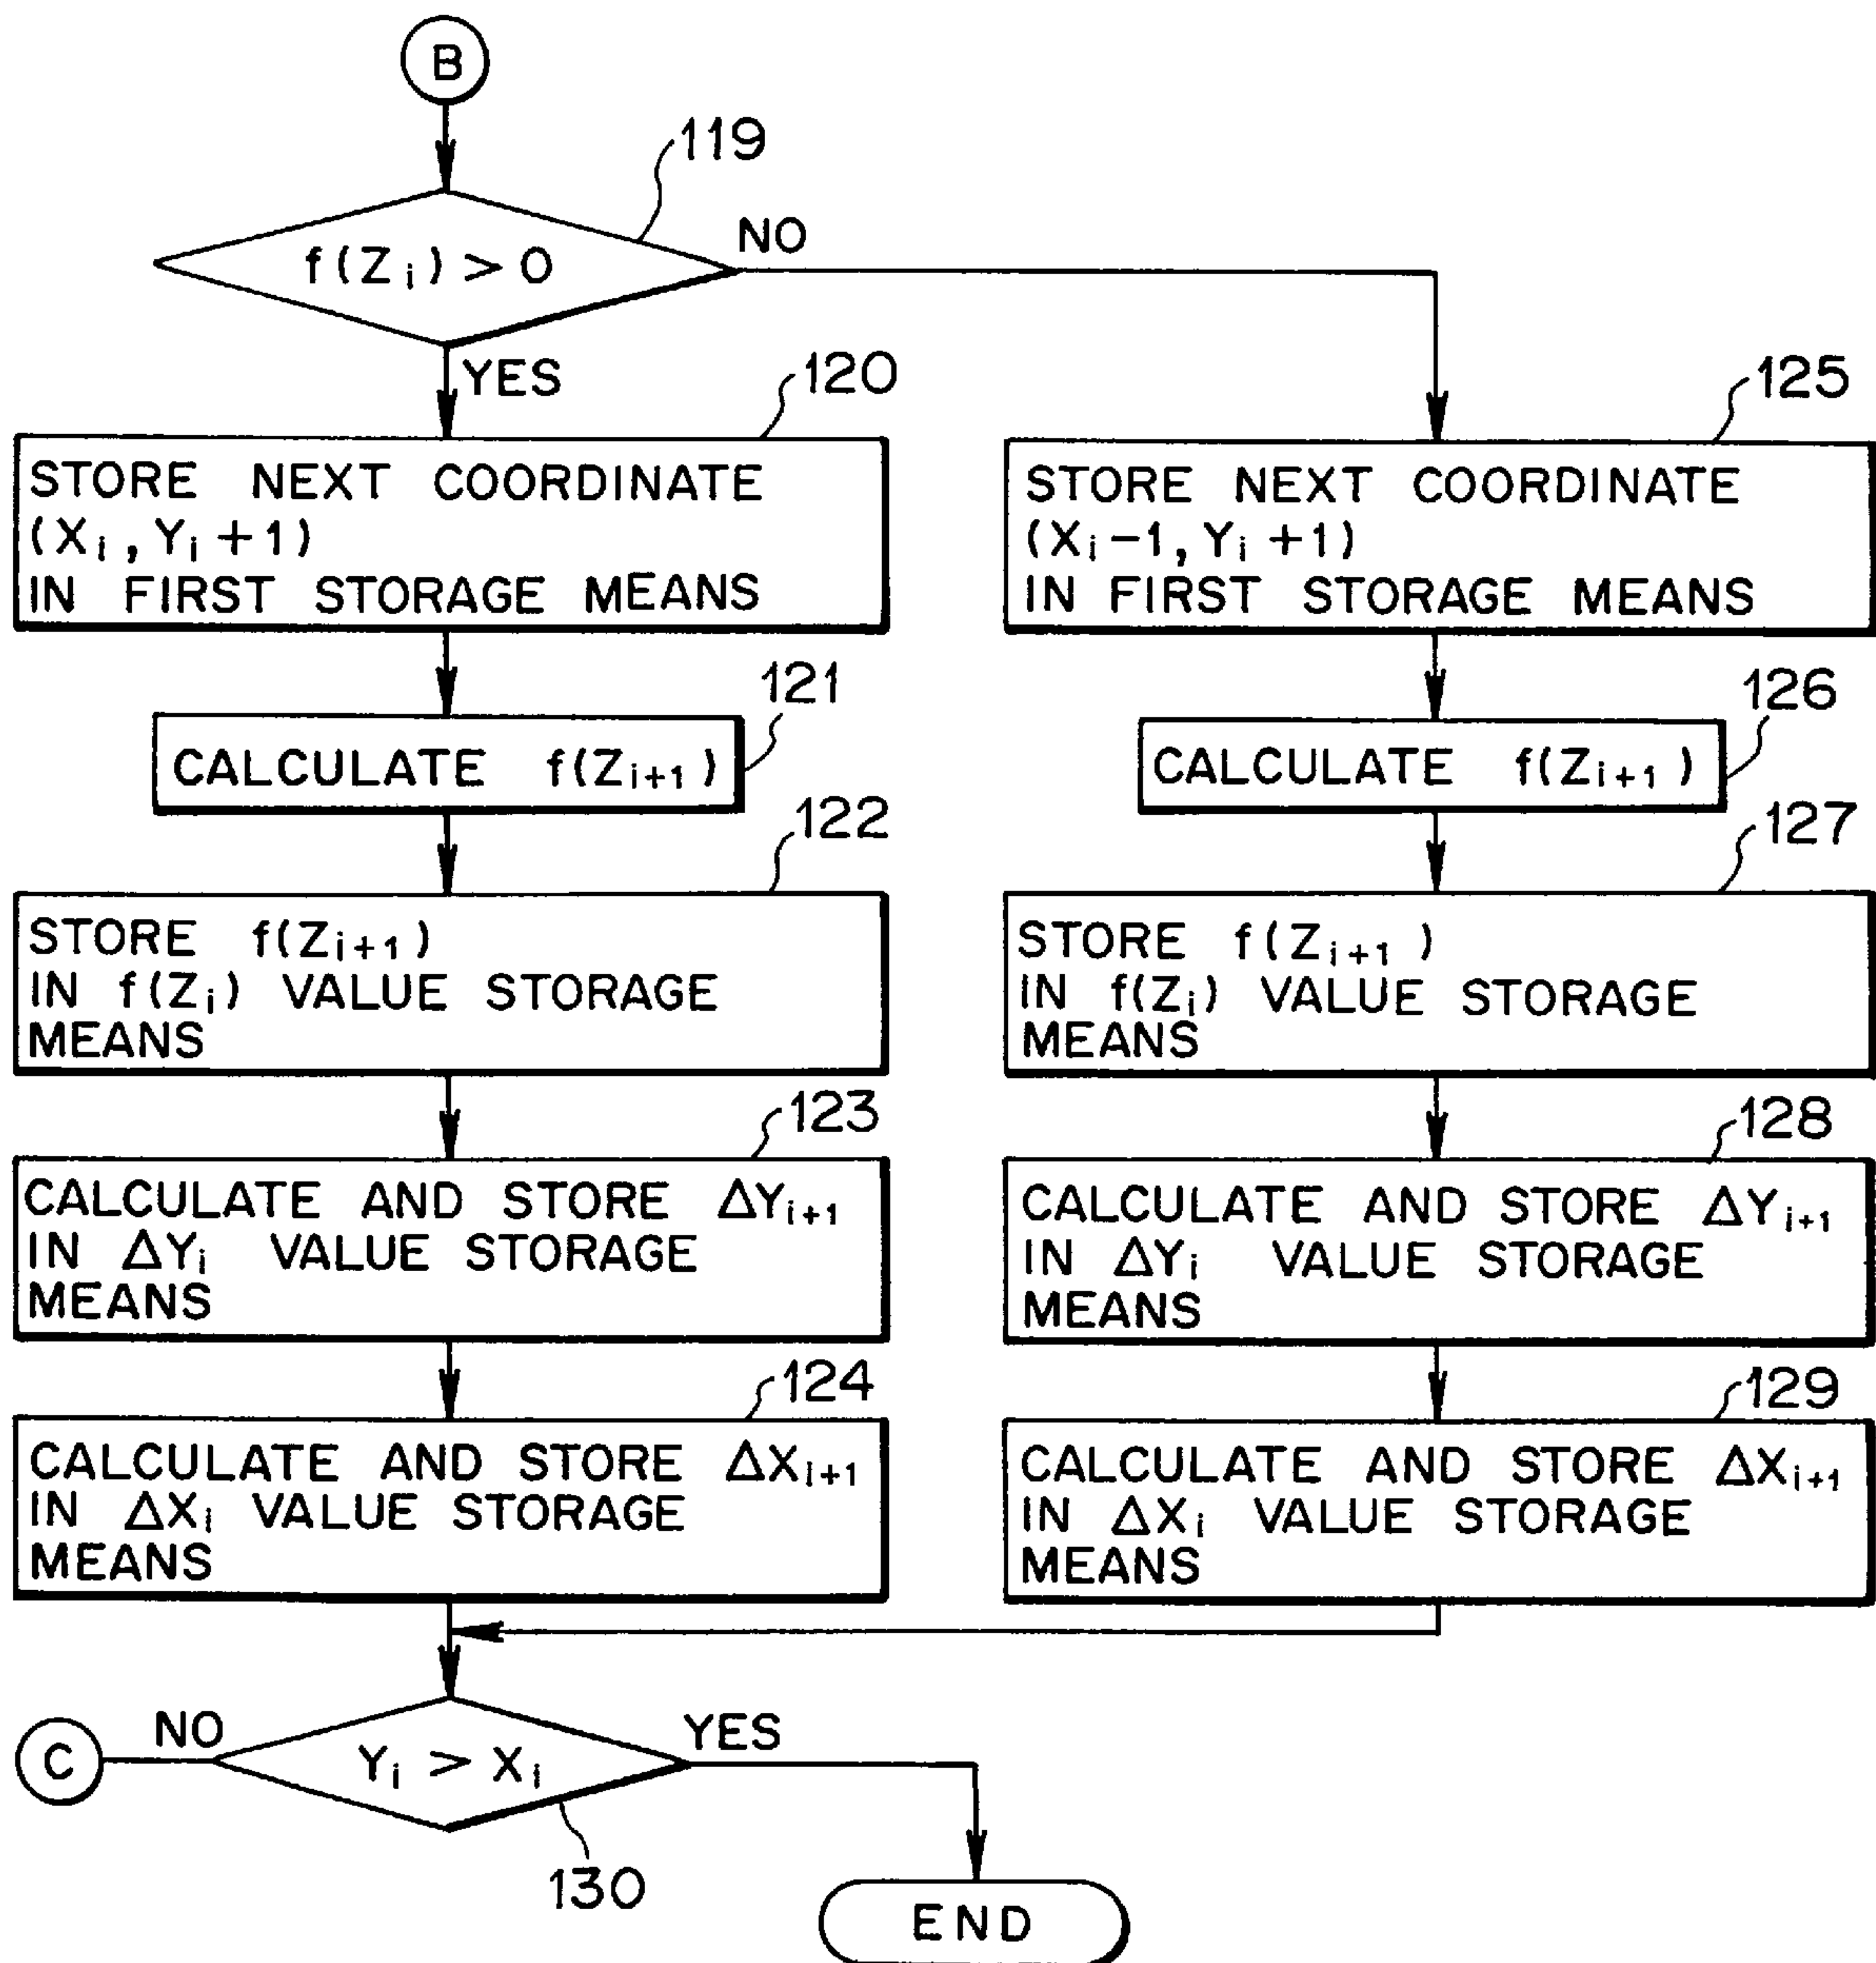 B
119
f(Zi) > 0
NO
YES
120
STORE NEXT COORDINATE
(Xi, Yi +1)
IN FIRST STORAGE MEANS
121
CALCULATE f(Zi+1)
122
STORE f(Zi+1)
IN f(Zi) VALUE STORAGE
MEANS
123
CALCULATE AND STORE ΔYi+1
IN ΔYi VALUE STORAGE
MEANS
124
CALCULATE AND STORE ΔXi+1
IN ΔXi VALUE STORAGE
MEANS
125
STORE NEXT COORDINATE
(Xi-1, Yi +1)
IN FIRST STORAGE MEANS
126
CALCULATE f(Zi+1)
127
STORE f(Zi+1)
IN f(Zi) VALUE STORAGE
MEANS
128
CALCULATE AND STORE ΔYi+1
IN ΔYi VALUE STORAGE
MEANS
129
CALCULATE AND STORE ΔXi+1
IN ΔXi VALUE STORAGE
MEANS
C
NO
Yi > Xi
YES
130
END